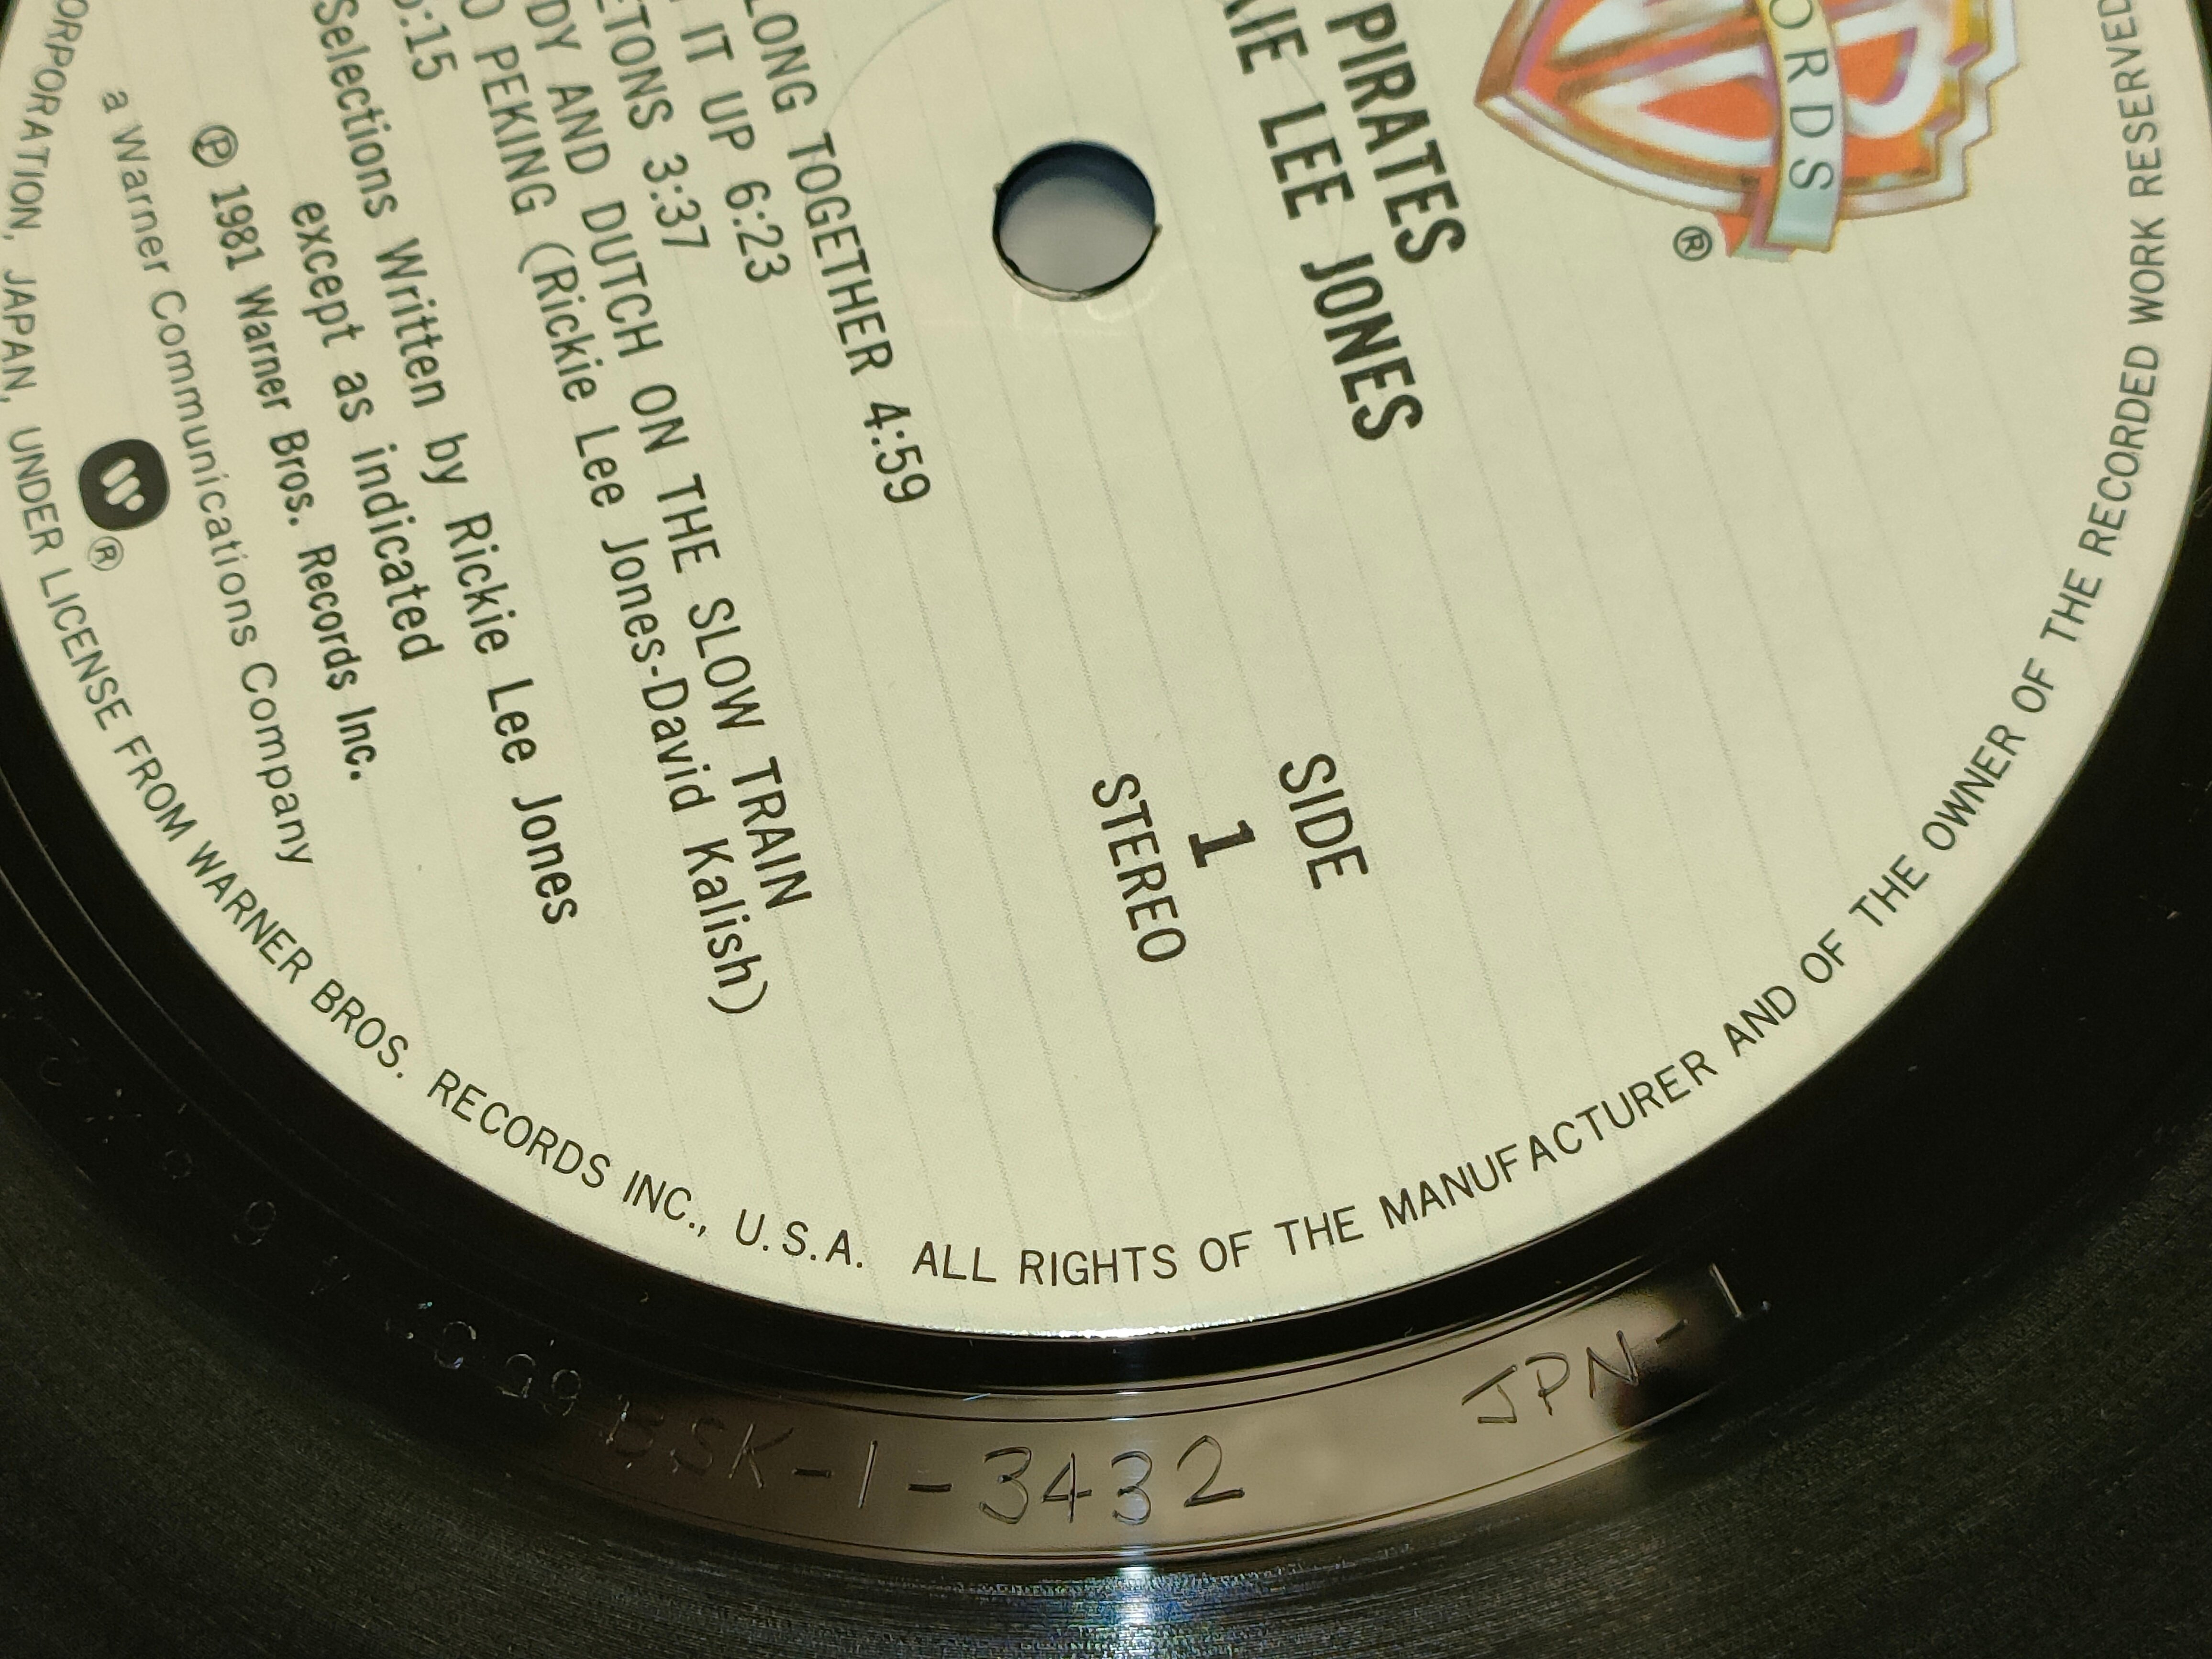 ORDS
®
PIRATES
KIE LEE JONES
SIDE
1
STEREO
LONG TOGETHER 4:59
IT UP 6:23
ETONS 3:37
DY AND DUTCH ON THE SLOW TRAIN
O PEKING (Rickie Lee Jones-David Kalish)
:15
Selections Written by Rickie Lee Jones
except as indicated
℗ 1981 Warner Bros. Records Inc.
a Warner Communications Company
®
ORPORATION, JAPAN, UNDER LICENSE FROM WARNER BROS. RECORDS INC., U.S.A. ALL RIGHTS OF THE MANUFACTURER AND OF THE OWNER OF THE RECORDED WORK RESERVED
BSK-1-3432 JPN-1